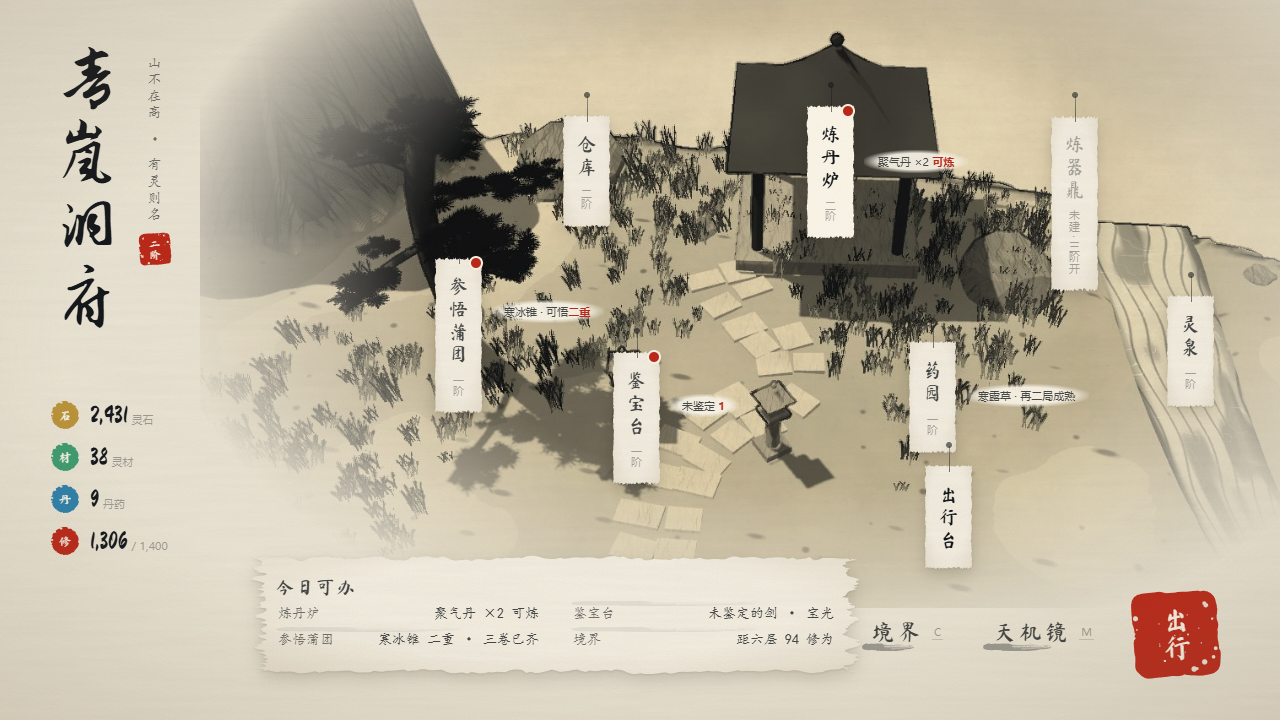 青岚洞府
山不在高 · 有灵则名
二阶
石 2,431 灵石
材 38 灵材
丹 9 丹药
修 1,306 / 1,400
仓库 二阶
炼丹炉 二阶
聚气丹 ×2 可炼
炼器鼎 未建·三阶开
参悟蒲团 一阶
寒冰锥 · 可悟二重
鉴宝台 一阶
未鉴定 1
药园 一阶
寒露草 · 再二局成熟
灵泉 一阶
出行台
今日可办
炼丹炉 聚气丹 ×2 可炼
鉴宝台 未鉴定的剑 · 宝光
参悟蒲团 寒冰锥 二重 · 三卷已齐
境界 距六层 94 修为
境界 C
天机镜 M
出行